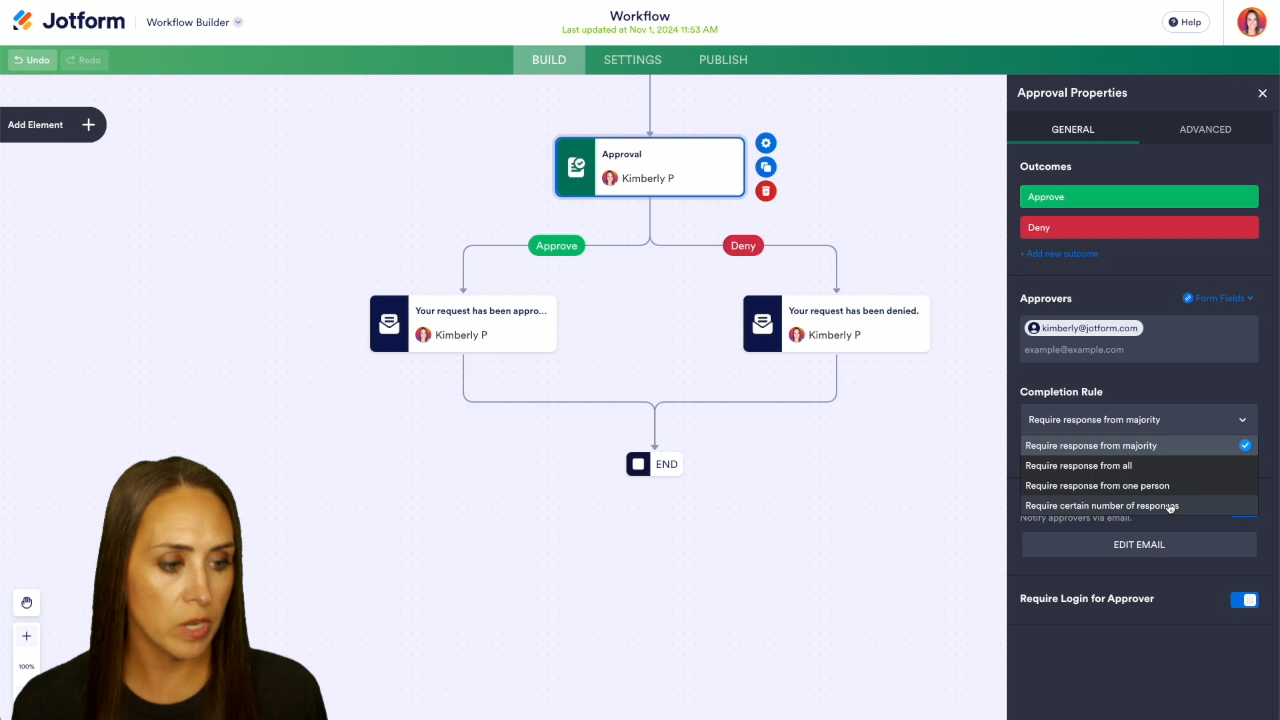 Jotform
Workflow Builder
Workflow
Last updated at Nov 1, 2024 11:53 AM
Help
Undo
Redo
BUILD
SETTINGS
PUBLISH
Add Element
Approval
Kimberly P
Approve
Deny
Your request has been appro...
Kimberly P
Your request has been denied.
Kimberly P
END
100%
Approval Properties
GENERAL
ADVANCED
Outcomes
Approve
Deny
+ Add new outcome
Approvers
Form Fields
kimberly@jotform.com
example@example.com
Completion Rule
Require response from majority
Require response from majority
Require response from all
Require response from one person
Require certain number of responses
Notify approvers via email.
EDIT EMAIL
Require Login for Approver